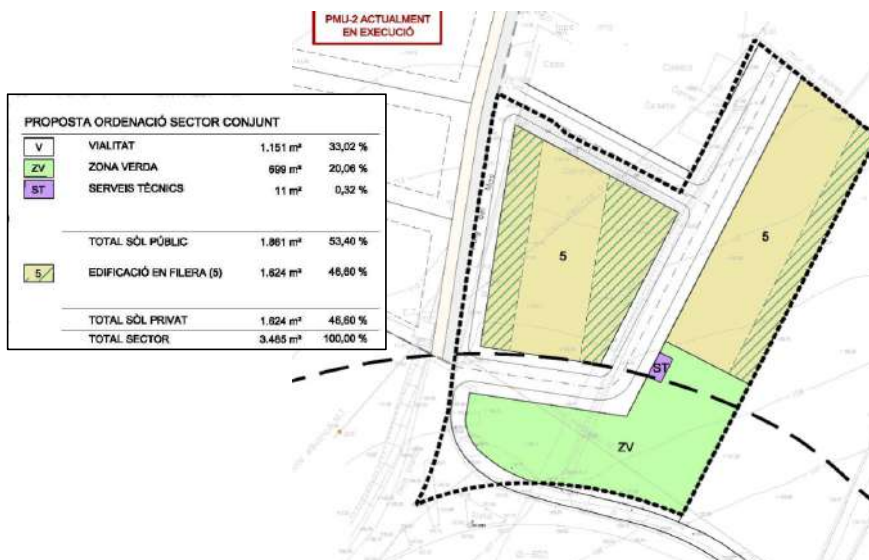 PMU-2 ACTUALMENT
EN EXECUCIÓ
PROPOSTA ORDENACIÓ SECTOR CONJUNT
V VIALITAT 1.151 m² 33,02 %
ZV ZONA VERDA 699 m² 20,06 %
ST SERVEIS TÈCNICS 11 m² 0,32 %
TOTAL SÒL PÚBLIC 1.861 m² 53,40 %
5 EDIFICACIÓ EN FILERA (5) 1.624 m² 46,60 %
TOTAL SÒL PRIVAT 1.624 m² 46,60 %
TOTAL SECTOR 3.485 m² 100,00 %
5
5
ST
ZV